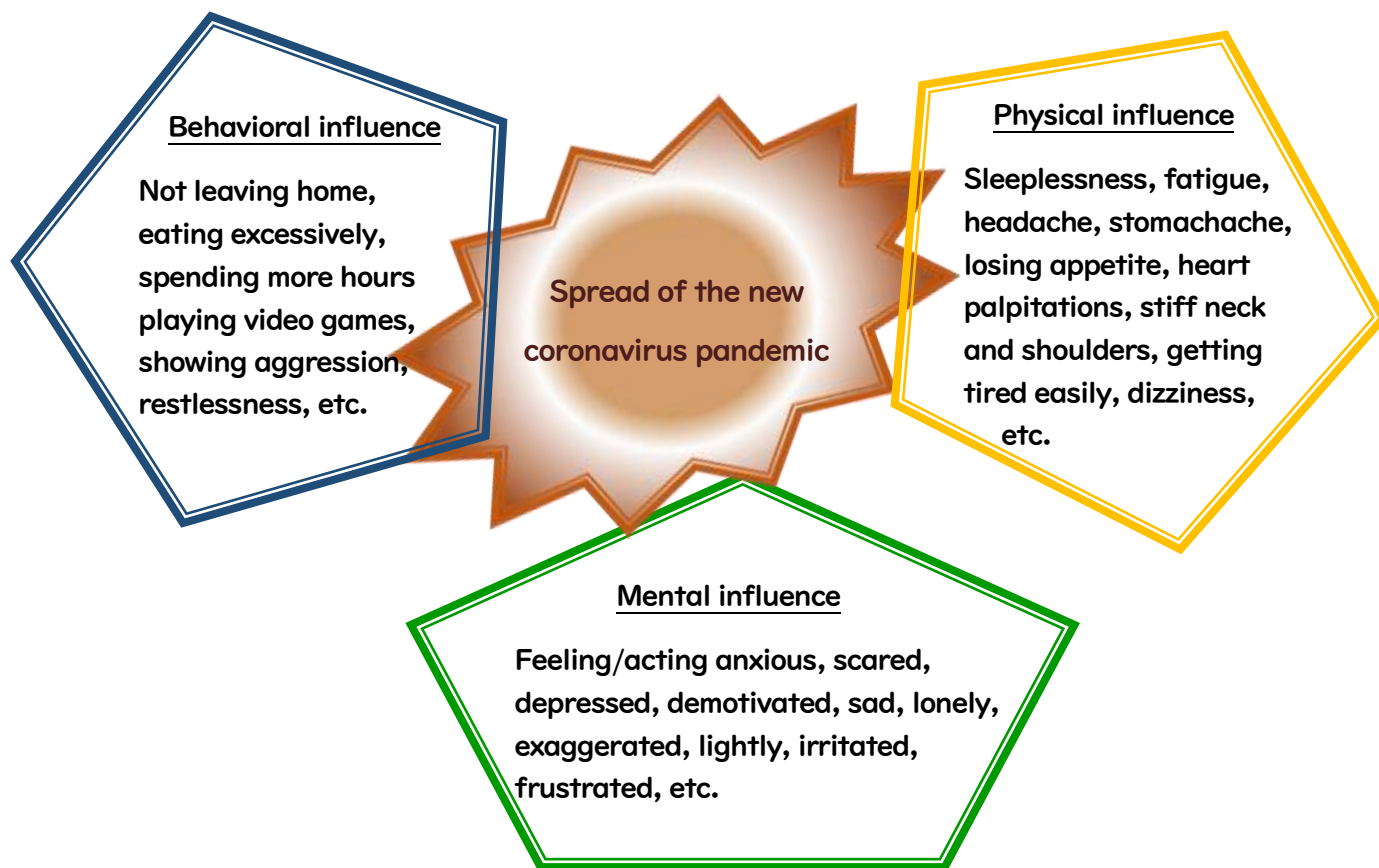 Behavioral influence
Not leaving home,
eating excessively,
spending more hours
playing video games,
showing aggression,
restlessness, etc.
Spread of the new
coronavirus pandemic
Physical influence
Sleeplessness, fatigue,
headache, stomachache,
losing appetite, heart
palpitations, stiff neck
and shoulders, getting
tired easily, dizziness,
etc.
Mental influence
Feeling/acting anxious, scared,
depressed, demotivated, sad, lonely,
exaggerated, lightly, irritated,
frustrated, etc.